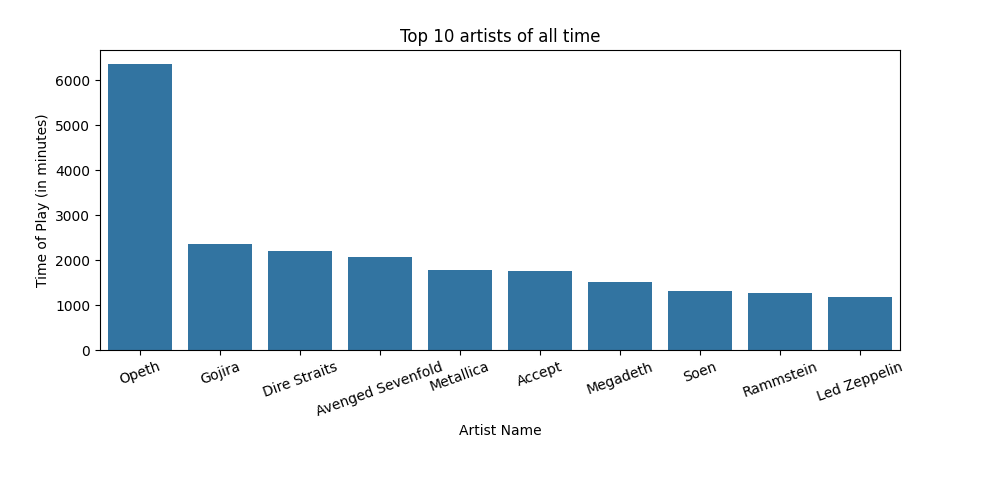 Top 10 artists of all time
Time of Play (in minutes)
6000
5000
4000
3000
2000
1000
0
Opeth
Gojira
Dire Straits
Avenged Sevenfold
Metallica
Accept
Megadeth
Soen
Rammstein
Led Zeppelin
Artist Name